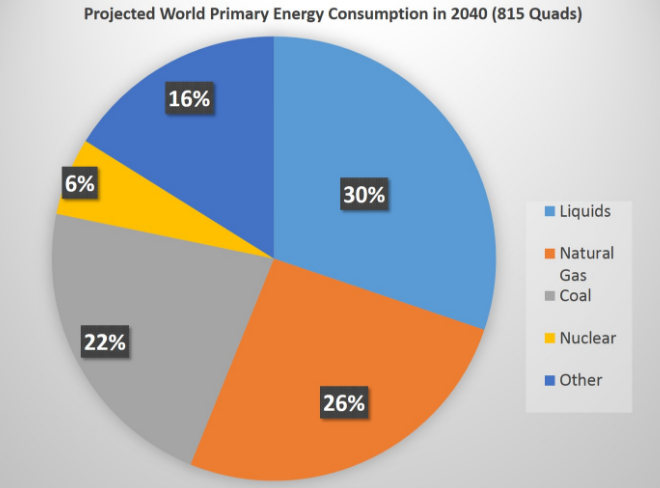 Projected World Primary Energy Consumption in 2040 (815 Quads)
16%
6%
30%
22%
26%
Liquids
Natural
Gas
Coal
Nuclear
Other